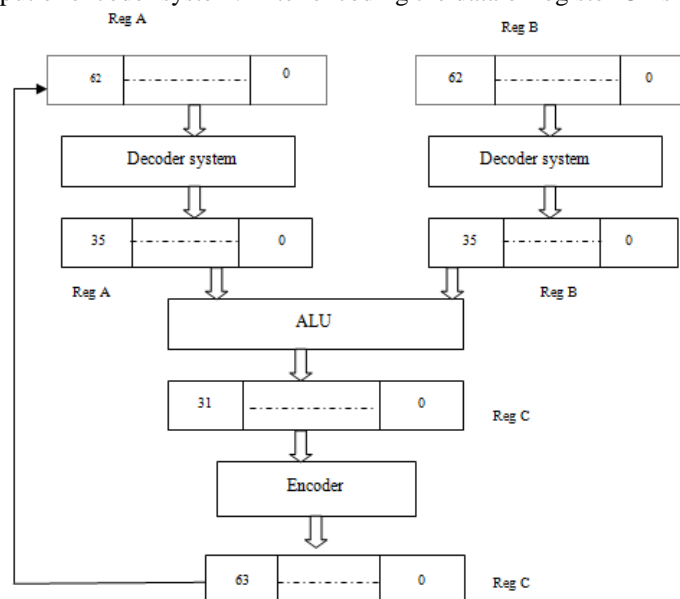 Reg A
Reg B
62 0
62 0
Decoder system
Decoder system
35 0
35 0
Reg A
Reg B
ALU
31 0
Reg C
Encoder
63 0
Reg C